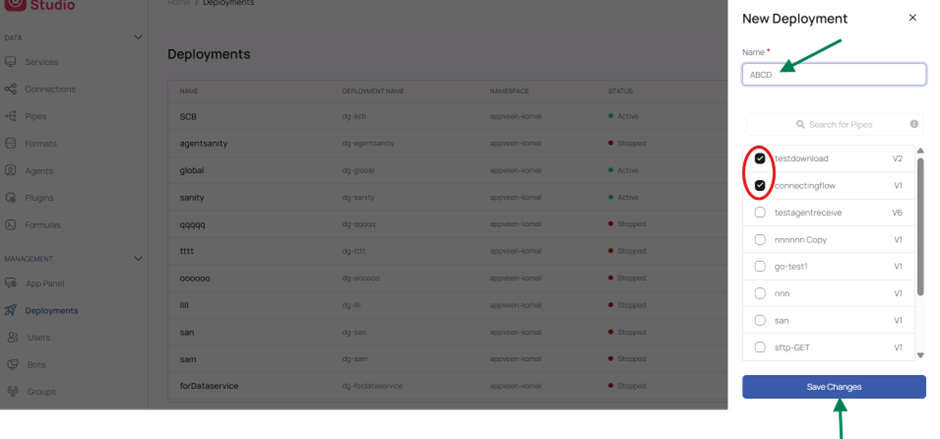 Studio
Home / Deployments
DATA
Services
Connections
Pipes
Formats
Agents
Plugins
Formulas
MANAGEMENT
App Panel
Deployments
Users
Bots
Groups
Deployments
NAME DEPLOYMENT NAME NAMESPACE STATUS
SCB dg-scb appveen-komal Active
agentsanity dg-agentsanity appveen-komal Stopped
global dg-global appveen-komal Active
sanity dg-sanity appveen-komal Active
qqqqq dg-qqqqq appveen-komal Stopped
tttt dg-tttt appveen-komal Stopped
oooooo dg-oooooo appveen-komal Stopped
llll dg-llll appveen-komal Stopped
san dg-san appveen-komal Stopped
sam dg-sam appveen-komal Stopped
forDataservice dg-fordataservice appveen-komal Stopped
New Deployment
Name *
ABCD
Search for Pipes
testdownload V2
connectingflow V1
testagentreceive V6
nnnnnn Copy V1
go-test1 V1
nnn V1
san V1
sftp-GET V1
Save Changes